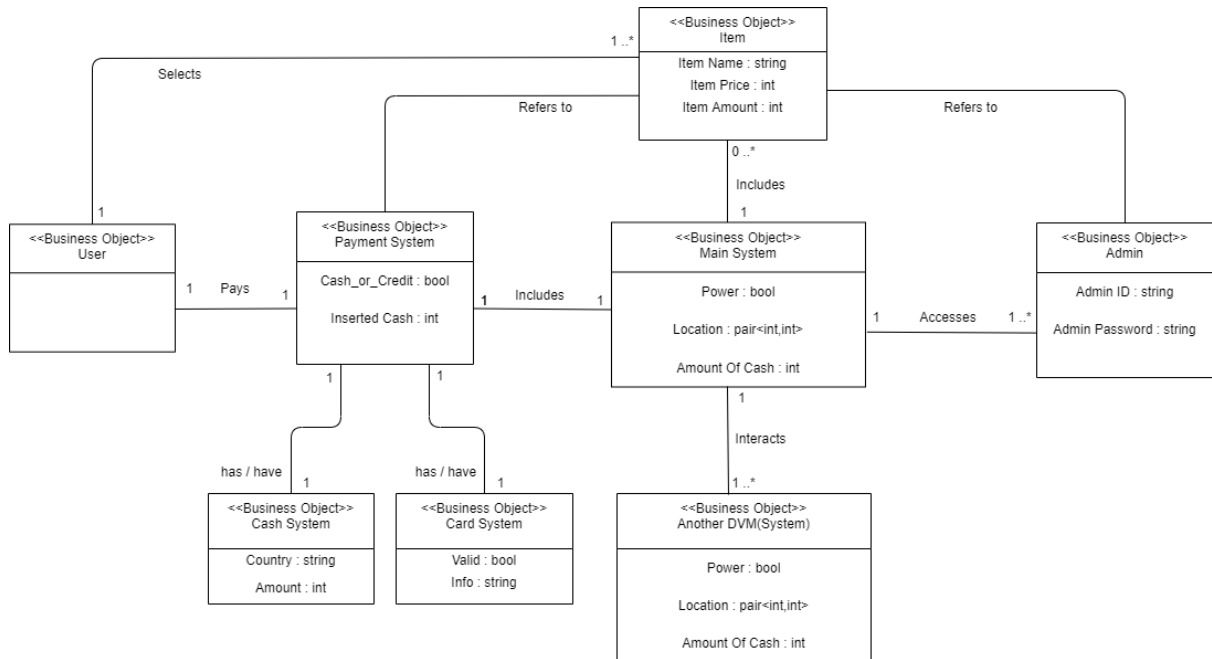 <<Business Object>>
Item
Item Name : string
Item Price : int
Item Amount : int
1 ..*
Selects
Refers to
Refers to
0 ..*
Includes
1
1
<<Business Object>>
User
<<Business Object>>
Payment System
Cash_or_Credit : bool
Inserted Cash : int
<<Business Object>>
Main System
Power : bool
Location : pair<int,int>
Amount Of Cash : int
<<Business Object>>
Admin
Admin ID : string
Admin Password : string
1
Pays
1
1
Includes
1
1
Accesses
1 ..*
1
1
1
Interacts
1 ..*
has / have
1
has / have
1
<<Business Object>>
Cash System
Country : string
Amount : int
<<Business Object>>
Card System
Valid : bool
Info : string
<<Business Object>>
Another DVM(System)
Power : bool
Location : pair<int,int>
Amount Of Cash : int